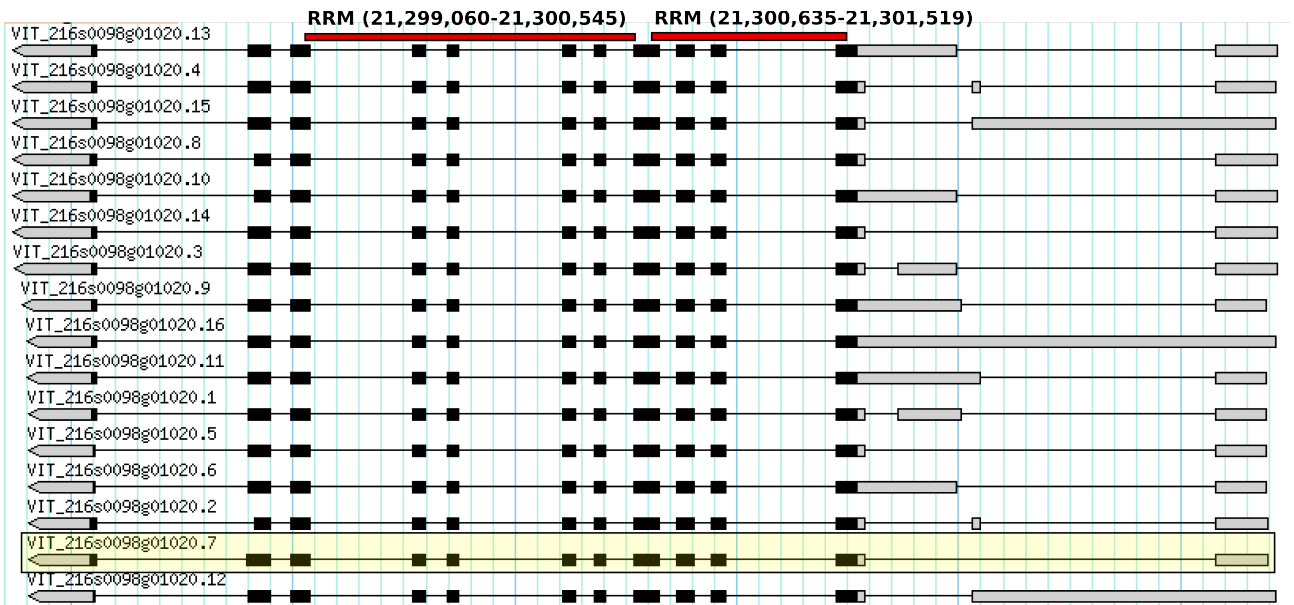 RRM (21,299,060-21,300,545) RRM (21,300,635-21,301,519)
VIT_216s0098g01020.13
VIT_216s0098g01020.4
VIT_216s0098g01020.15
VIT_216s0098g01020.8
VIT_216s0098g01020.10
VIT_216s0098g01020.14
VIT_216s0098g01020.3
VIT_216s0098g01020.9
VIT_216s0098g01020.16
VIT_216s0098g01020.11
VIT_216s0098g01020.1
VIT_216s0098g01020.5
VIT_216s0098g01020.6
VIT_216s0098g01020.2
VIT_216s0098g01020.7
VIT_216s0098g01020.12